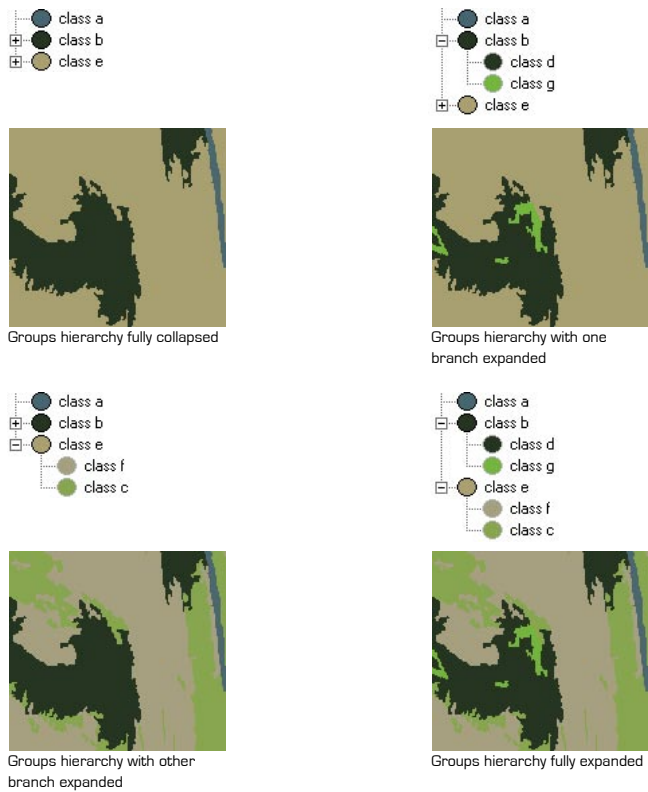 class a
class b
class e
Groups hierarchy fully collapsed
class a
class b
class d
class g
class e
Groups hierarchy with one
branch expanded
class a
class b
class e
class f
class c
Groups hierarchy with other
branch expanded
class a
class b
class d
class g
class e
class f
class c
Groups hierarchy fully expanded